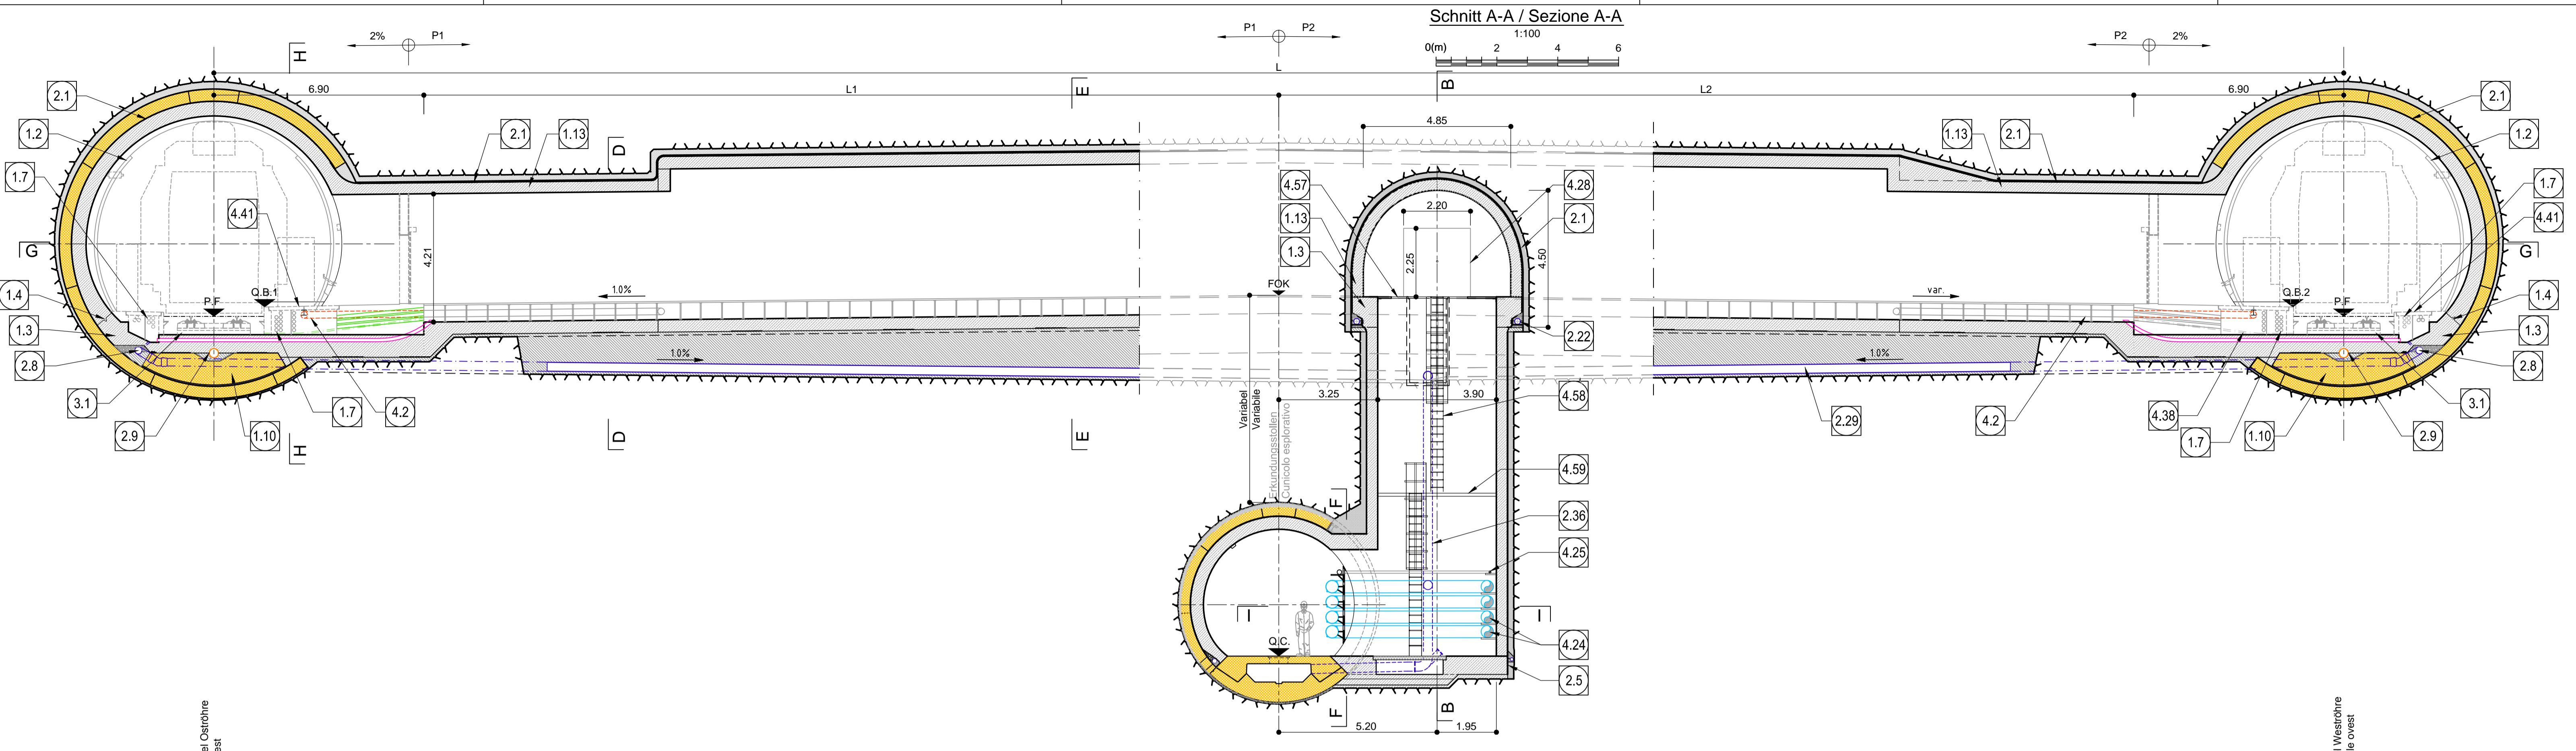 Schnitt A-A / Sezione A-A
1:100
0(m) 2 4 6
2% P1
P1 P2
P2 2%
H
L
E
B
6.90
L1
L2
6.90
2.1
1.2
1.7
2.1
1.13
D
4.41
4.21
G
1.4
1.3
2.8
3.1
2.9
1.10
1.7
4.2
H
P.F
Q.B.1
1.0%
1.0%
D
E
4.85
4.57
1.13
1.3
2.20
2.25
4.50
4.28
2.1
FOK
2.22
3.25
3.90
Variabel
Variabile
Erkundungsstollen
Cunicolo esplorativo
4.58
4.59
2.36
4.25
4.24
2.5
F
I
I
Q.C.
F
B
5.20
1.95
1.13
2.1
2.1
1.2
1.7
4.41
G
1.4
1.3
2.8
3.1
2.9
1.10
1.7
4.38
4.2
2.29
var.
1.0%
Q.B.2
P.F
el Oströhre
est
l Weströhre
le ovest